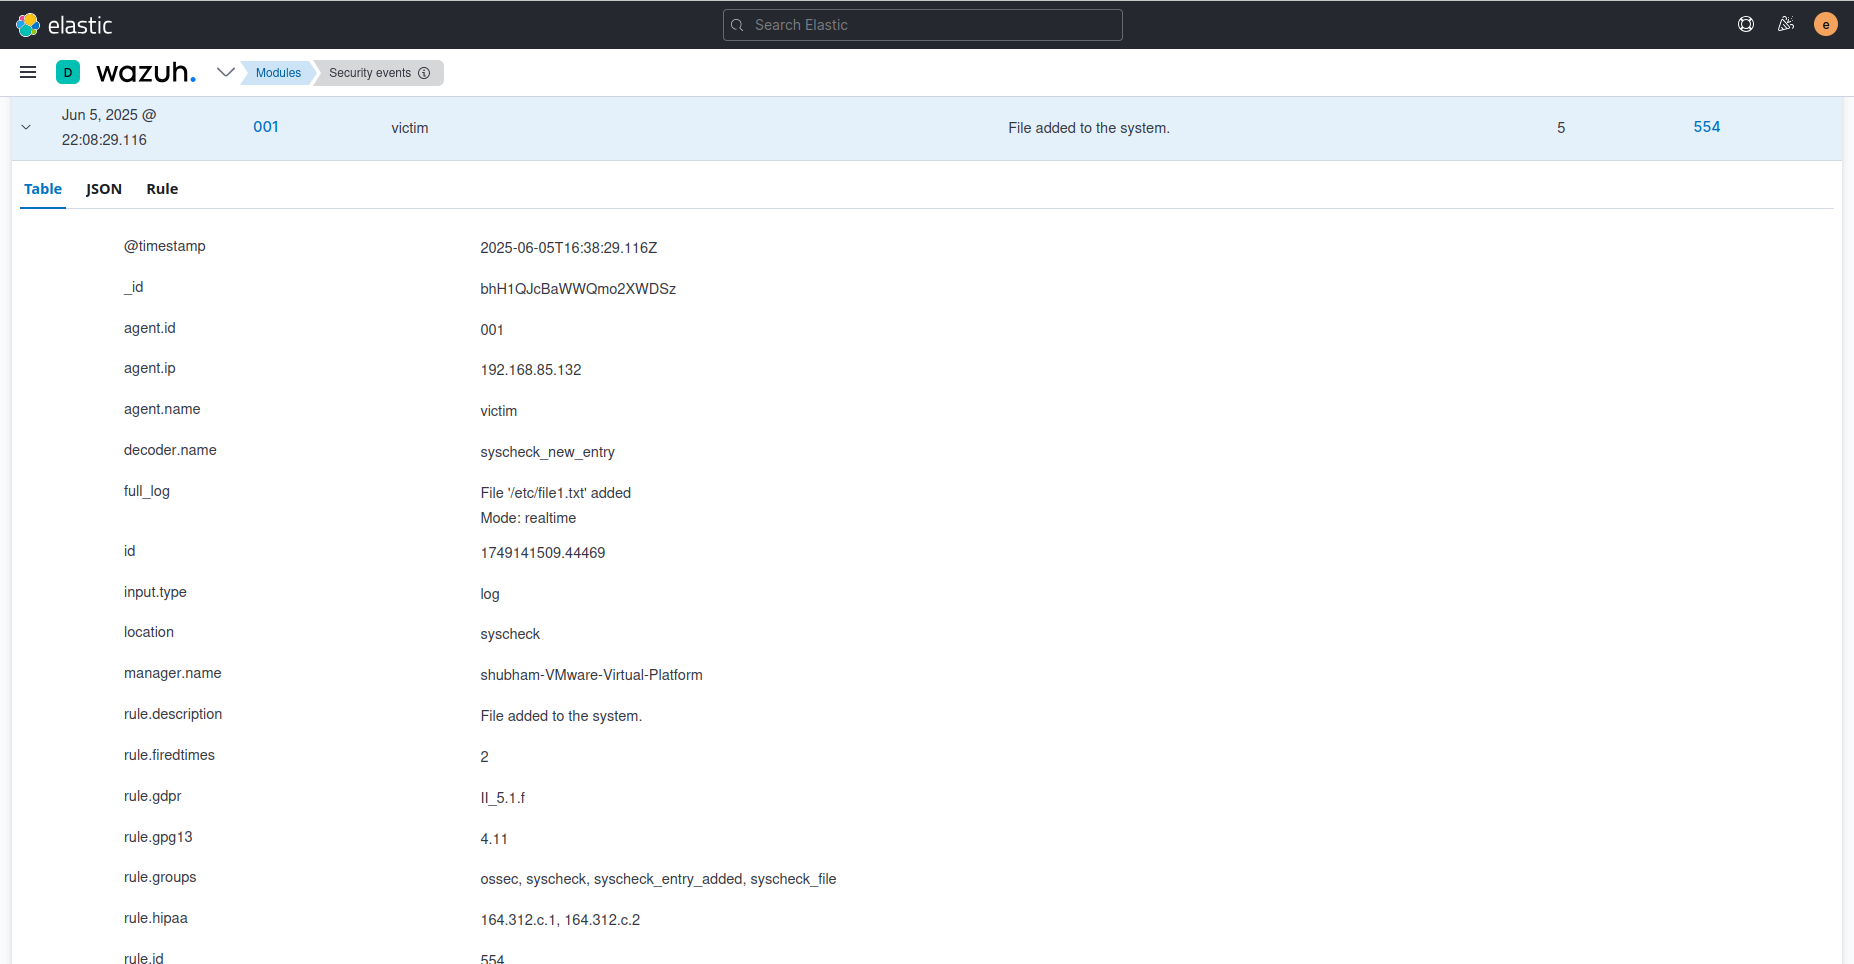 elastic
Search Elastic
e
D
wazuh.
Modules
Security events
Jun 5, 2025 @
22:08:29.116
001
victim
File added to the system.
5
554
Table
JSON
Rule
@timestamp
2025-06-05T16:38:29.116Z
_id
bhH1QJcBaWWQmo2XWDSz
agent.id
001
agent.ip
192.168.85.132
agent.name
victim
decoder.name
syscheck_new_entry
full_log
File '/etc/file1.txt' added
Mode: realtime
id
1749141509.44469
input.type
log
location
syscheck
manager.name
shubham-VMware-Virtual-Platform
rule.description
File added to the system.
rule.firedtimes
2
rule.gdpr
II_5.1.f
rule.gpg13
4.11
rule.groups
ossec, syscheck, syscheck_entry_added, syscheck_file
rule.hipaa
164.312.c.1, 164.312.c.2
rule.id
554